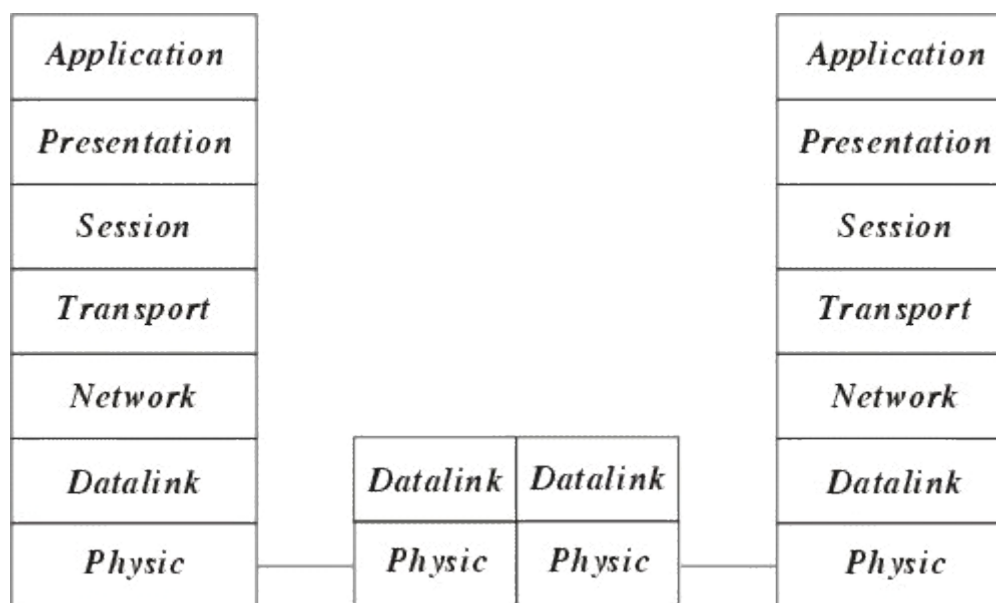 Application
Presentation
Session
Transport
Network
Datalink
Physic
Datalink Datalink
Physic Physic
Application
Presentation
Session
Transport
Network
Datalink
Physic